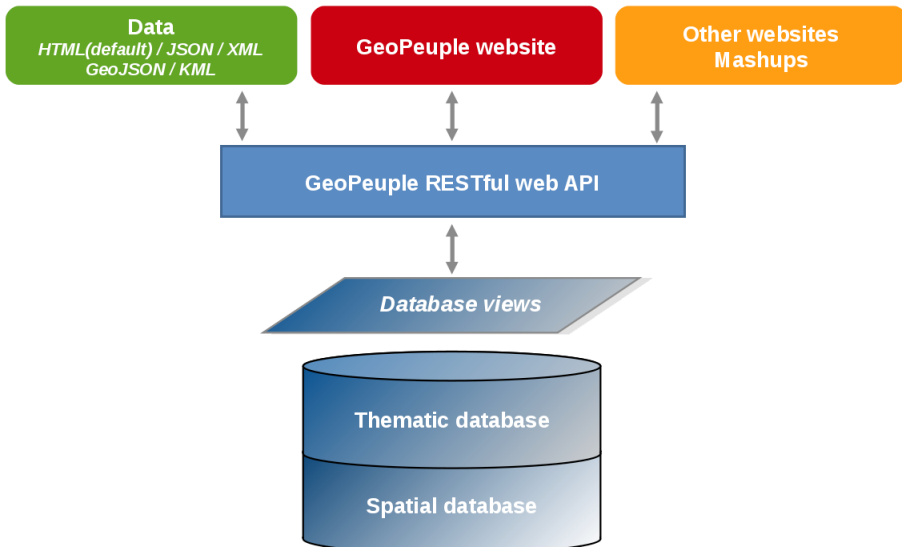 Data
HTML(default) / JSON / XML
GeoJSON / KML
GeoPeuple website
Other websites
Mashups
GeoPeuple RESTful web API
Database views
Thematic database
Spatial database